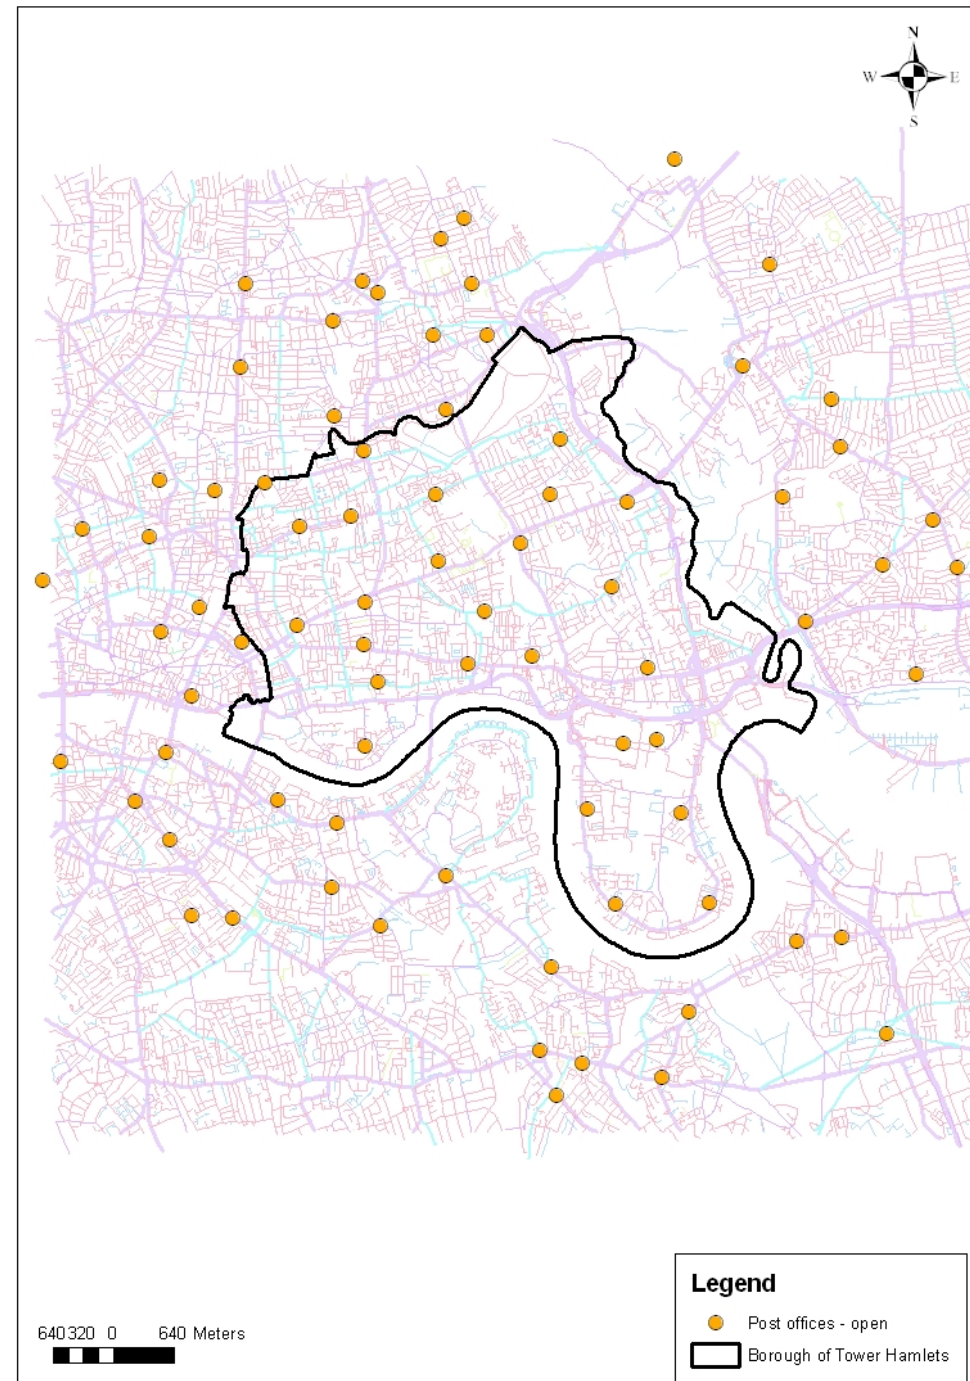 N
W E
S
Legend
Post offices - open
Borough of Tower Hamlets
640 320 0 640 Meters